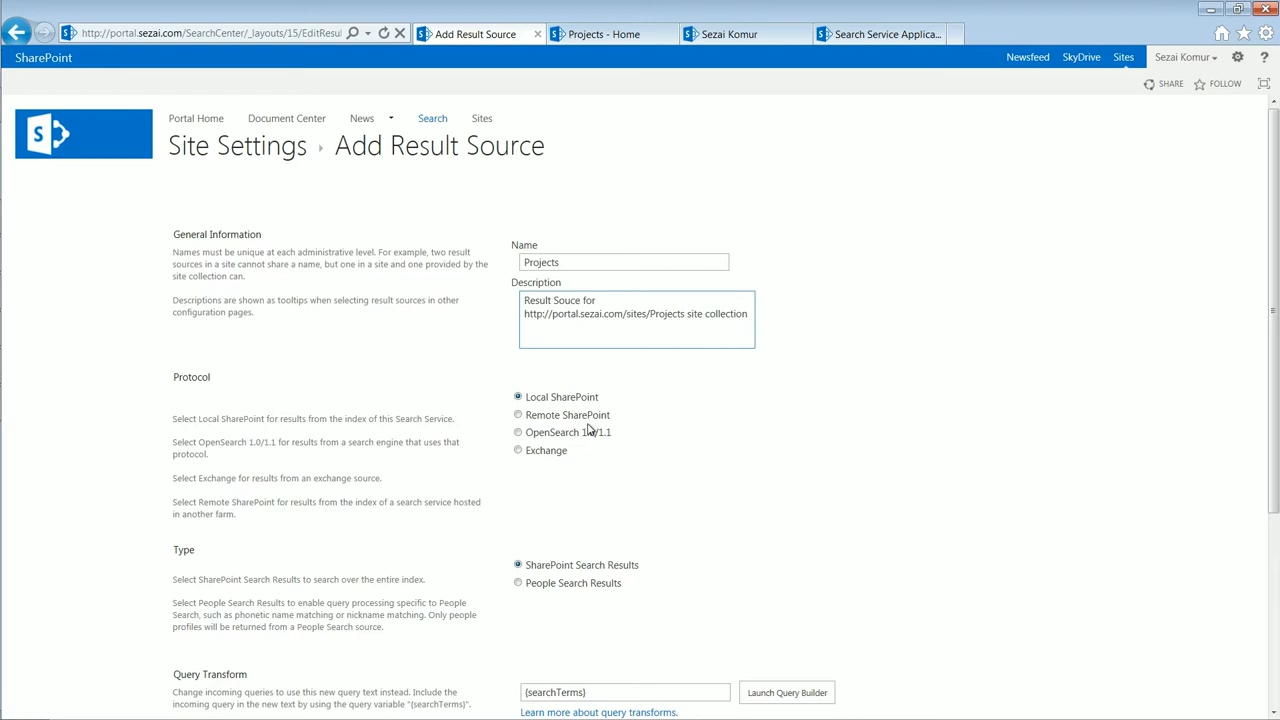 http://portal.sezai.com/SearchCenter/_layouts/15/EditResul
Add Result Source
Projects - Home
Sezai Komur
Search Service Applica...
SharePoint
Newsfeed
SkyDrive
Sites
Sezai Komur
?
SHARE
FOLLOW
S
Portal Home
Document Center
News
Search
Sites
Site Settings › Add Result Source
General Information
Names must be unique at each administrative level. For example, two result
sources in a site cannot share a name, but one in a site and one provided by the
site collection can.
Descriptions are shown as tooltips when selecting result sources in other
configuration pages.
Name
Projects
Description
Result Souce for
http://portal.sezai.com/sites/Projects site collection
Protocol
Select Local SharePoint for results from the index of this Search Service.
Select OpenSearch 1.0/1.1 for results from a search engine that uses that
protocol.
Select Exchange for results from an exchange source.
Select Remote SharePoint for results from the index of a search service hosted
in another farm.
Local SharePoint
Remote SharePoint
OpenSearch 1.0/1.1
Exchange
Type
Select SharePoint Search Results to search over the entire index.
Select People Search Results to enable query processing specific to People
Search, such as phonetic name matching or nickname matching. Only people
profiles will be returned from a People Search source.
SharePoint Search Results
People Search Results
Query Transform
Change incoming queries to use this new query text instead. Include the
incoming query in the new text by using the query variable "{searchTerms}".
{searchTerms}
Launch Query Builder
Learn more about query transforms.